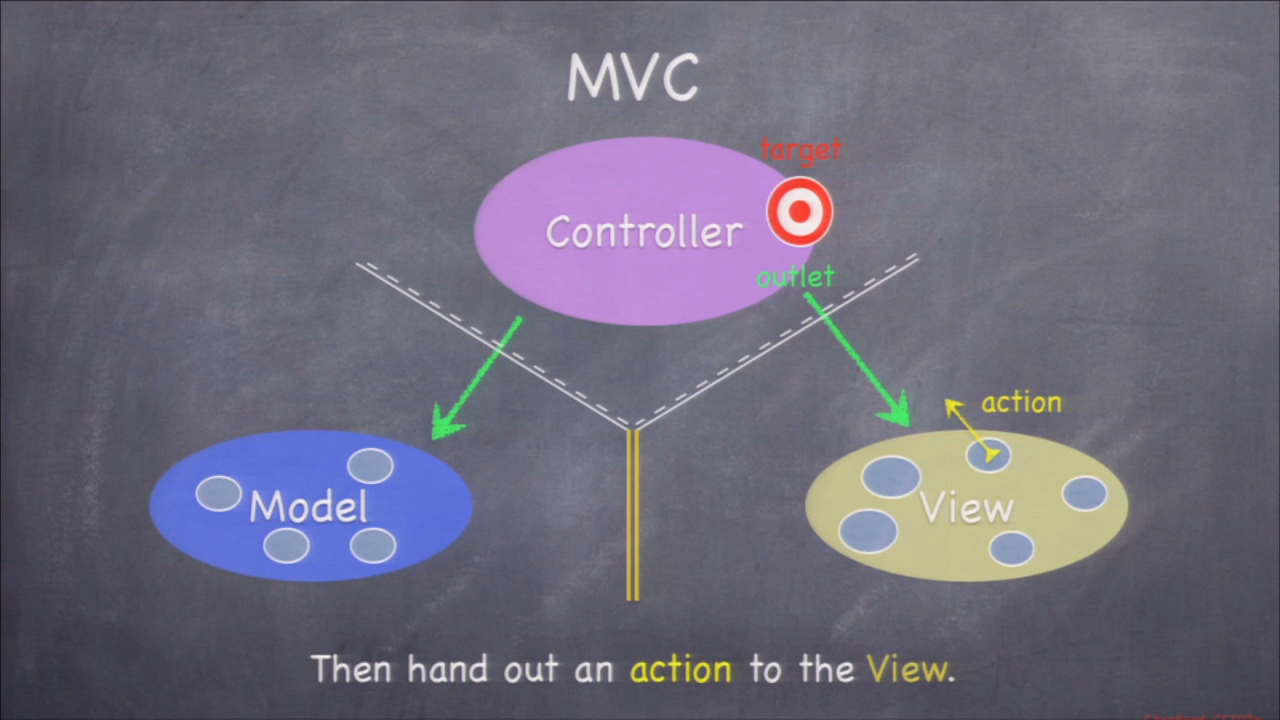 MVC
target
Controller
outlet
action
Model
View
Then hand out an action to the View.